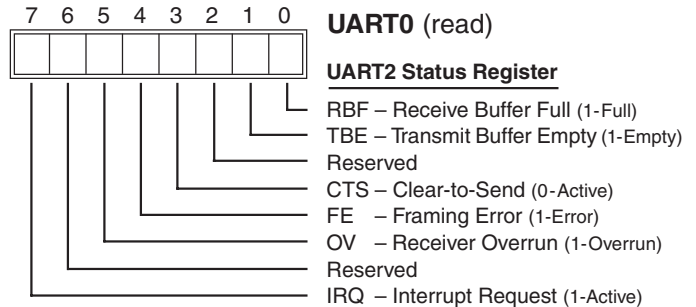 7 6 5 4 3 2 1 0
UART0 (read)
UART2 Status Register
RBF – Receive Buffer Full (1-Full)
TBE – Transmit Buffer Empty (1-Empty)
Reserved
CTS – Clear-to-Send (0-Active)
FE – Framing Error (1-Error)
OV – Receiver Overrun (1-Overrun)
Reserved
IRQ – Interrupt Request (1-Active)